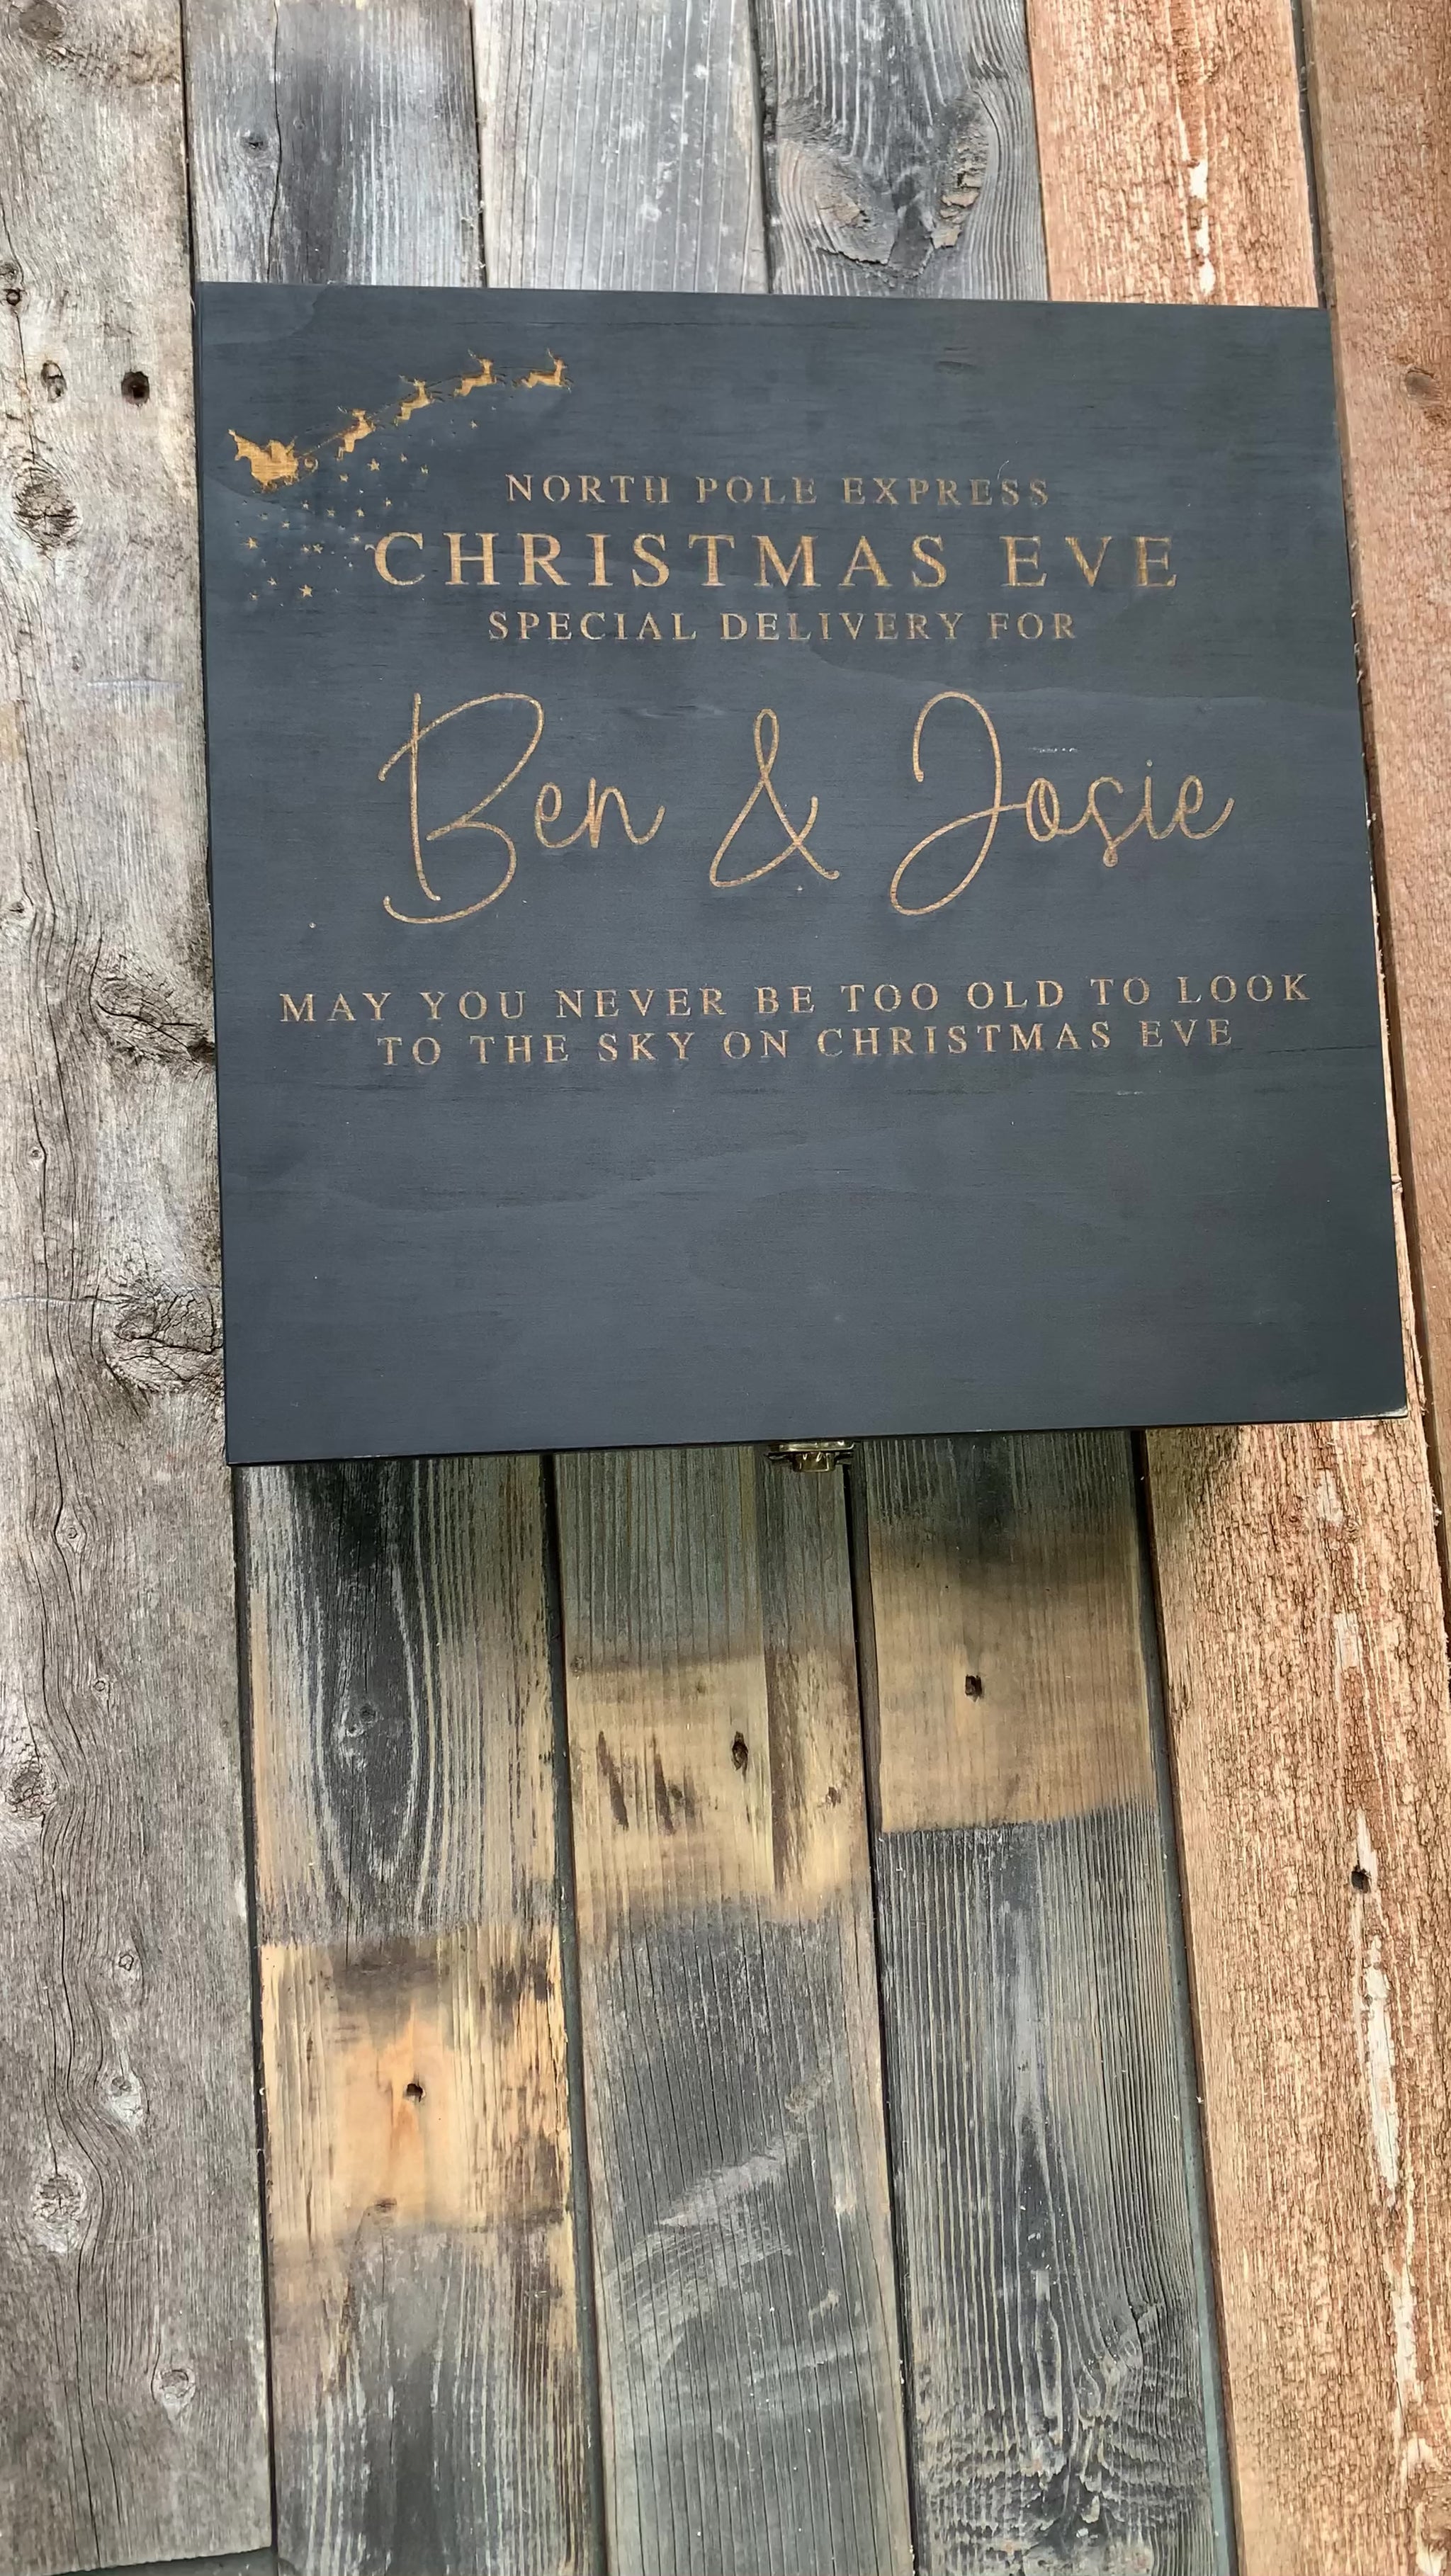 NORTH POLE EXPRESS
CHRISTMAS EVE
SPECIAL DELIVERY FOR
Ben & Josie
MAY YOU NEVER BE TOO OLD TO LOOK
TO THE SKY ON CHRISTMAS EVE